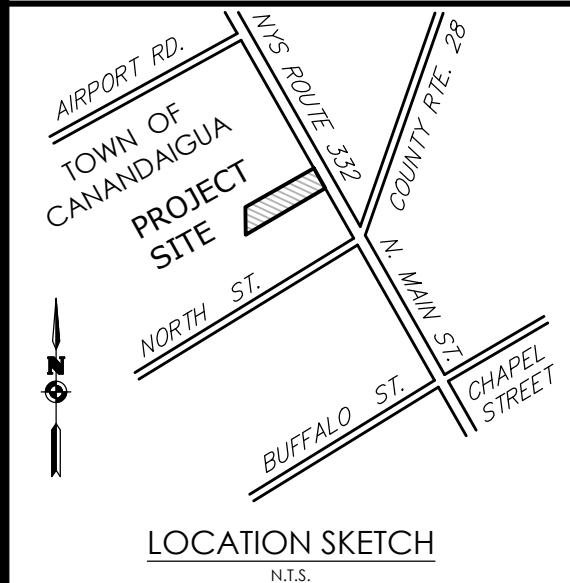 AIRPORT RD.
NYS ROUTE 332
COUNTY RTE. 28
TOWN OF
CANANDAIGUA
PROJECT
SITE
NORTH ST.
N. MAIN ST.
N
BUFFALO ST.
CHAPEL
STREET
LOCATION SKETCH
N.T.S.